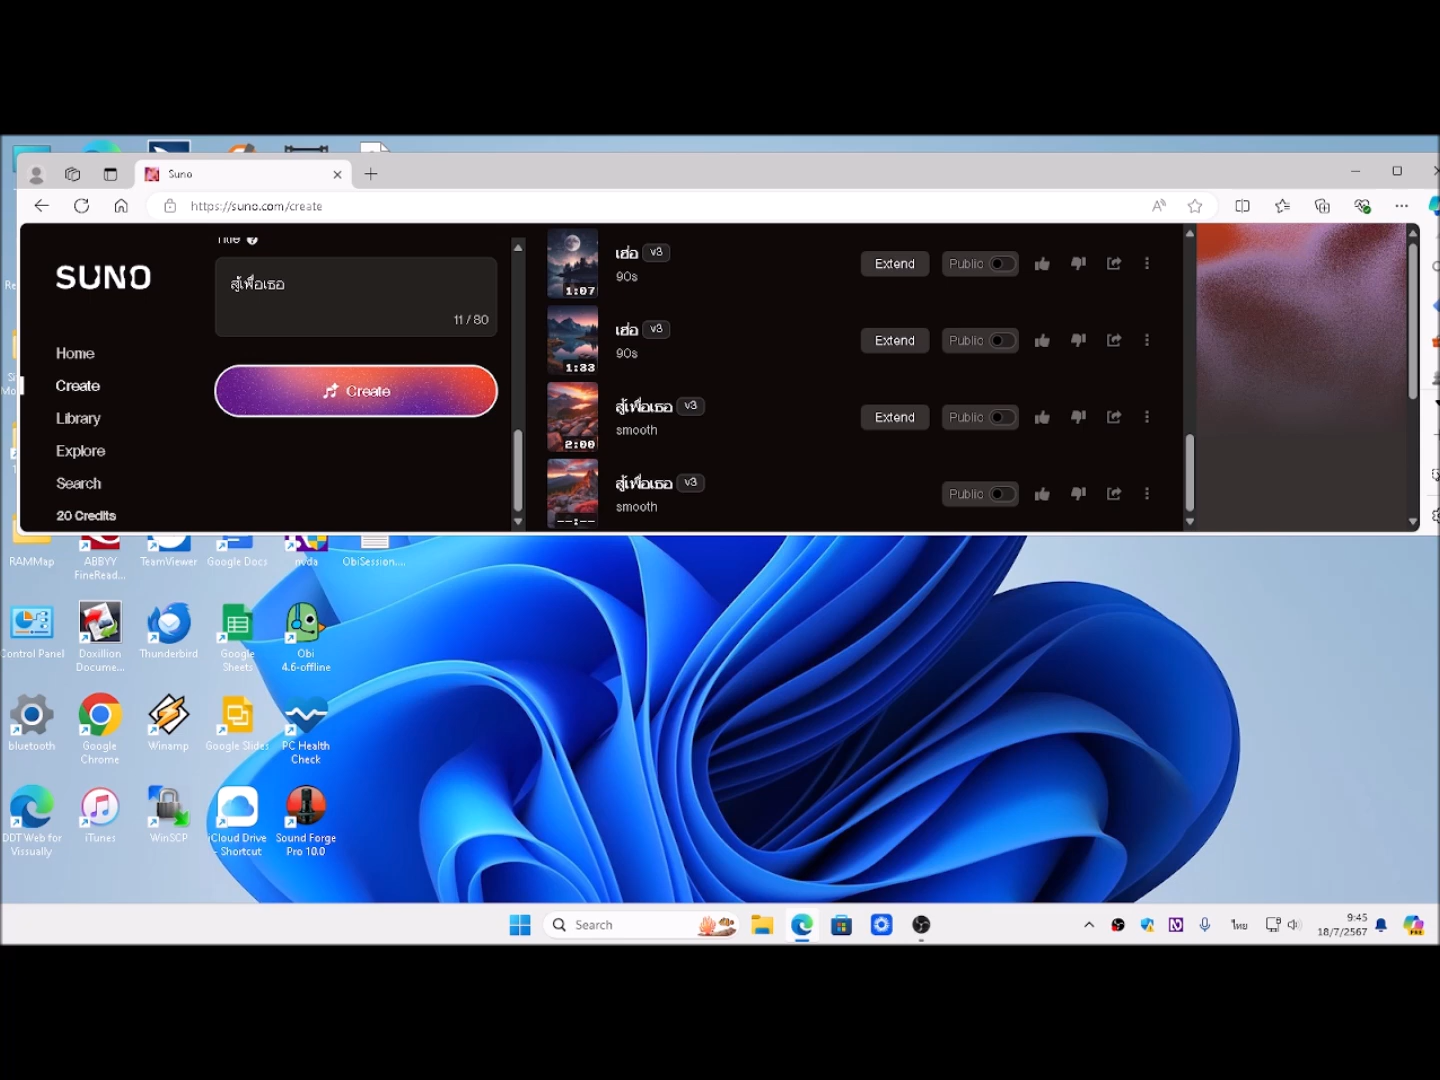 Suno
https://suno.com/create
SUNO
Home
Create
Library
Explore
Search
20 Credits
Title
สู้เพื่อเธอ
11 / 80
Create
เฮ่อ v3
90s
1:07
Extend
Public
เฮ่อ v3
90s
1:33
Extend
Public
สู้เพื่อเธอ v3
smooth
2:00
Extend
Public
สู้เพื่อเธอ v3
smooth
--:--
Public
RAMMap
ABBYY
FineRead...
TeamViewer
Google Docs
nvda
ObiSession....
Control Panel
Doxillion
Docume...
Thunderbird
Google
Sheets
Obi
4.6-offline
bluetooth
Google
Chrome
Winamp
Google Slides
PC Health
Check
DDT Web for
Vissually
iTunes
WinSCP
iCloud Drive
- Shortcut
Sound Forge
Pro 10.0
Search
ไทย
9:45
18/7/2567